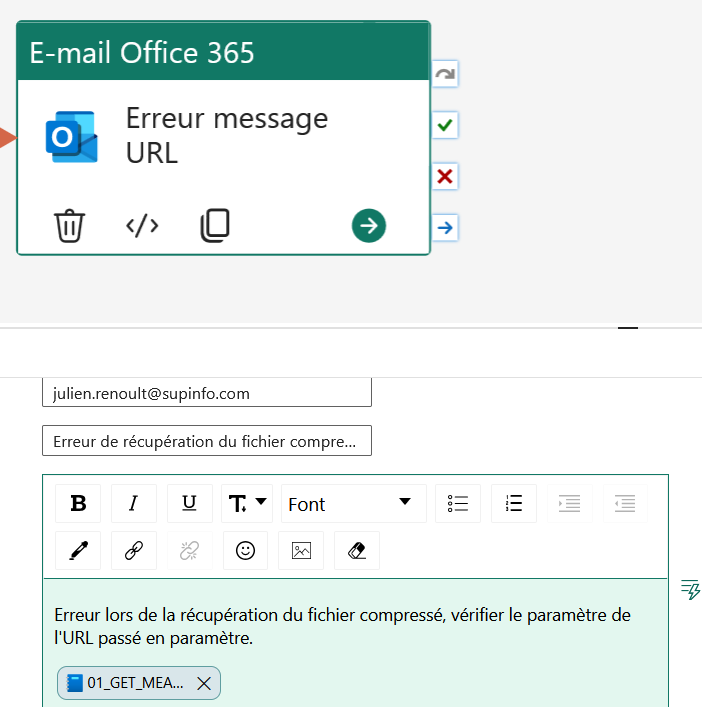 E-mail Office 365
Erreur message
URL
julien.renoult@supinfo.com
Erreur de récupération du fichier compre...
B I U T Font
Erreur lors de la récupération du fichier compressé, vérifier le paramètre de
l'URL passé en paramètre.
01_GET_MEA...